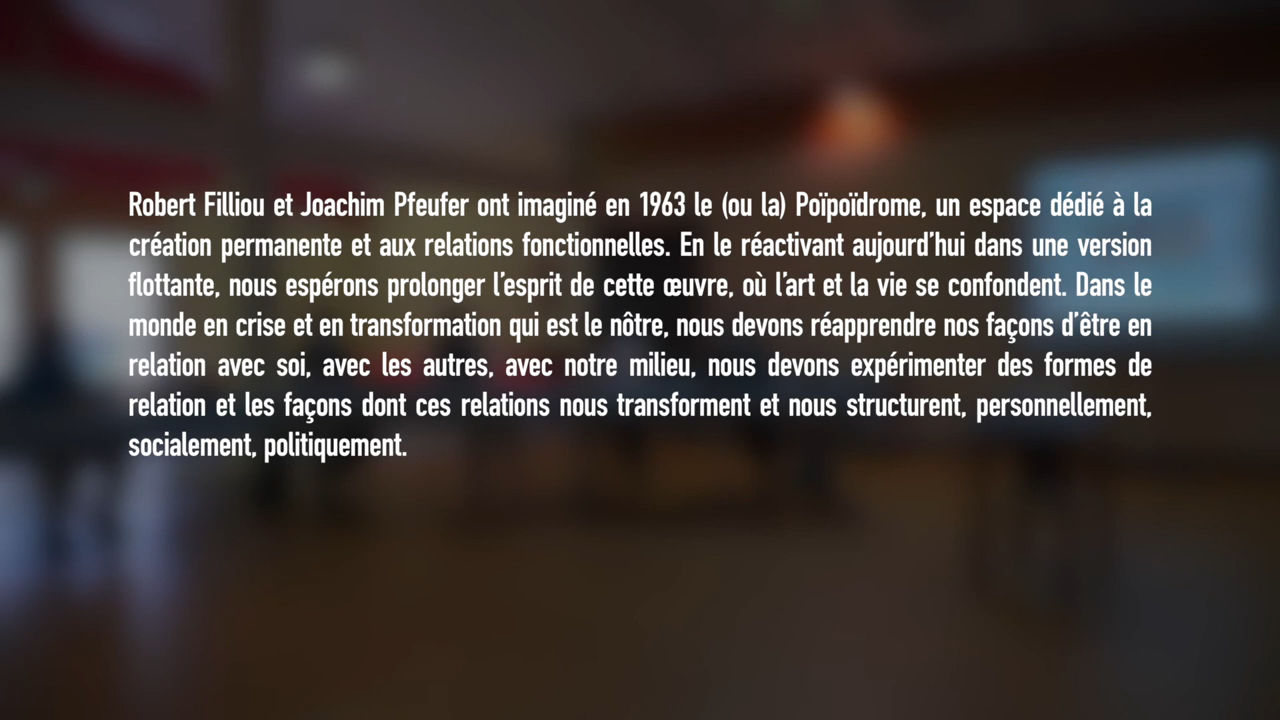 Robert Filliou et Joachim Pfeufer ont imaginé en 1963 le (ou la) Poïpoïdrome, un espace dédié à la
création permanente et aux relations fonctionnelles. En le réactivant aujourd’hui dans une version
flottante, nous espérons prolonger l’esprit de cette œuvre, où l’art et la vie se confondent. Dans le
monde en crise et en transformation qui est le nôtre, nous devons réapprendre nos façons d’être en
relation avec soi, avec les autres, avec notre milieu, nous devons expérimenter des formes de
relation et les façons dont ces relations nous transforment et nous structurent, personnellement,
socialement, politiquement.